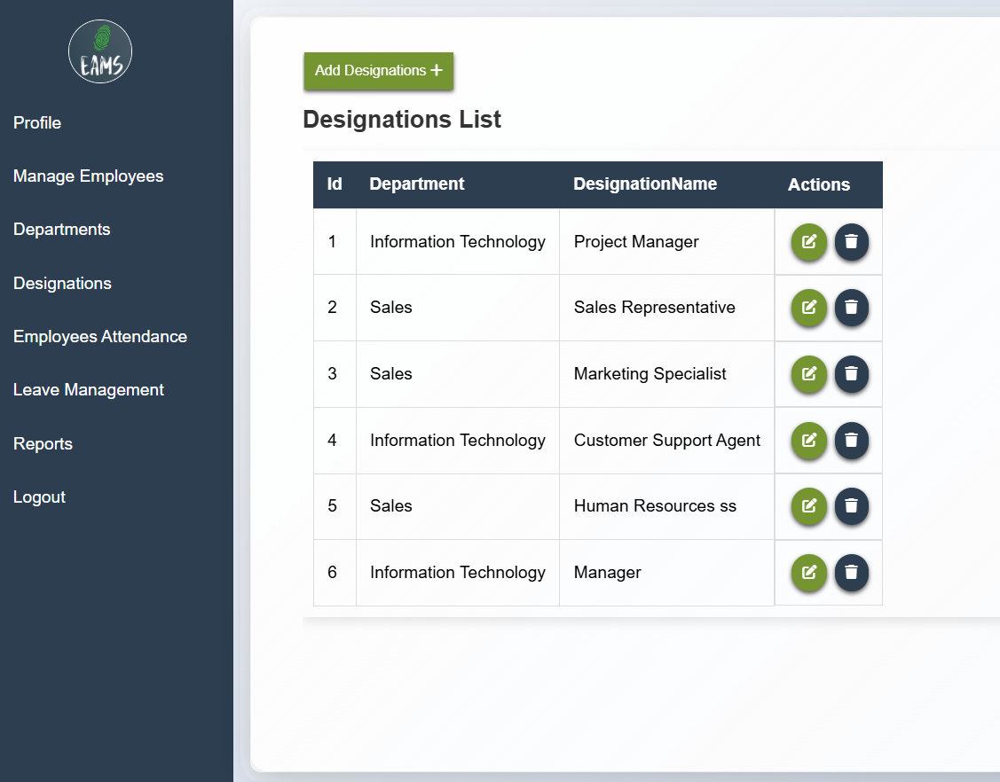 EAMS
Profile
Manage Employees
Departments
Designations
Employees Attendance
Leave Management
Reports
Logout
Add Designations +
Designations List
Id Department DesignationName Actions
1 Information Technology Project Manager
2 Sales Sales Representative
3 Sales Marketing Specialist
4 Information Technology Customer Support Agent
5 Sales Human Resources ss
6 Information Technology Manager